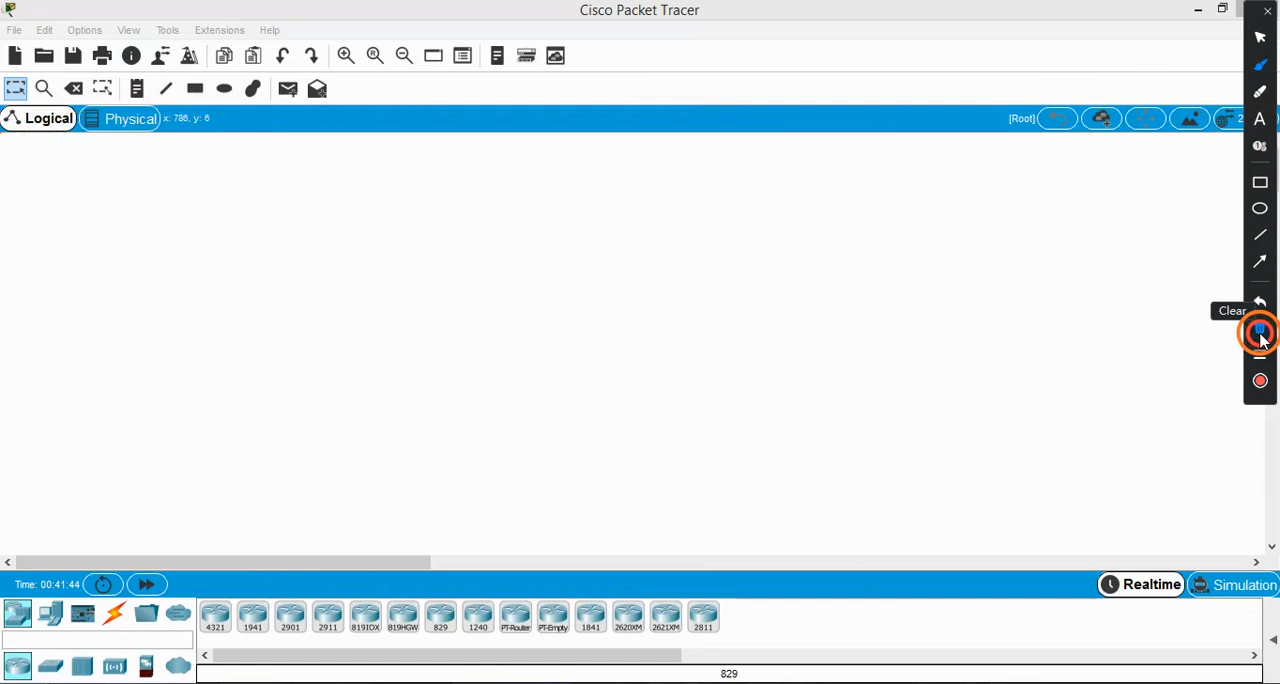 Cisco Packet Tracer
File Edit Options View Tools Extensions Help
Logical Physical x: 786, y: 6 [Root] 2
A
Clear
Time: 00:41:44 Realtime Simulation
4321 1941 2901 2911 819IOX 819HGW 829 1240 PT-Router PT-Empty 1841 2620XM 2621XM 2811
829